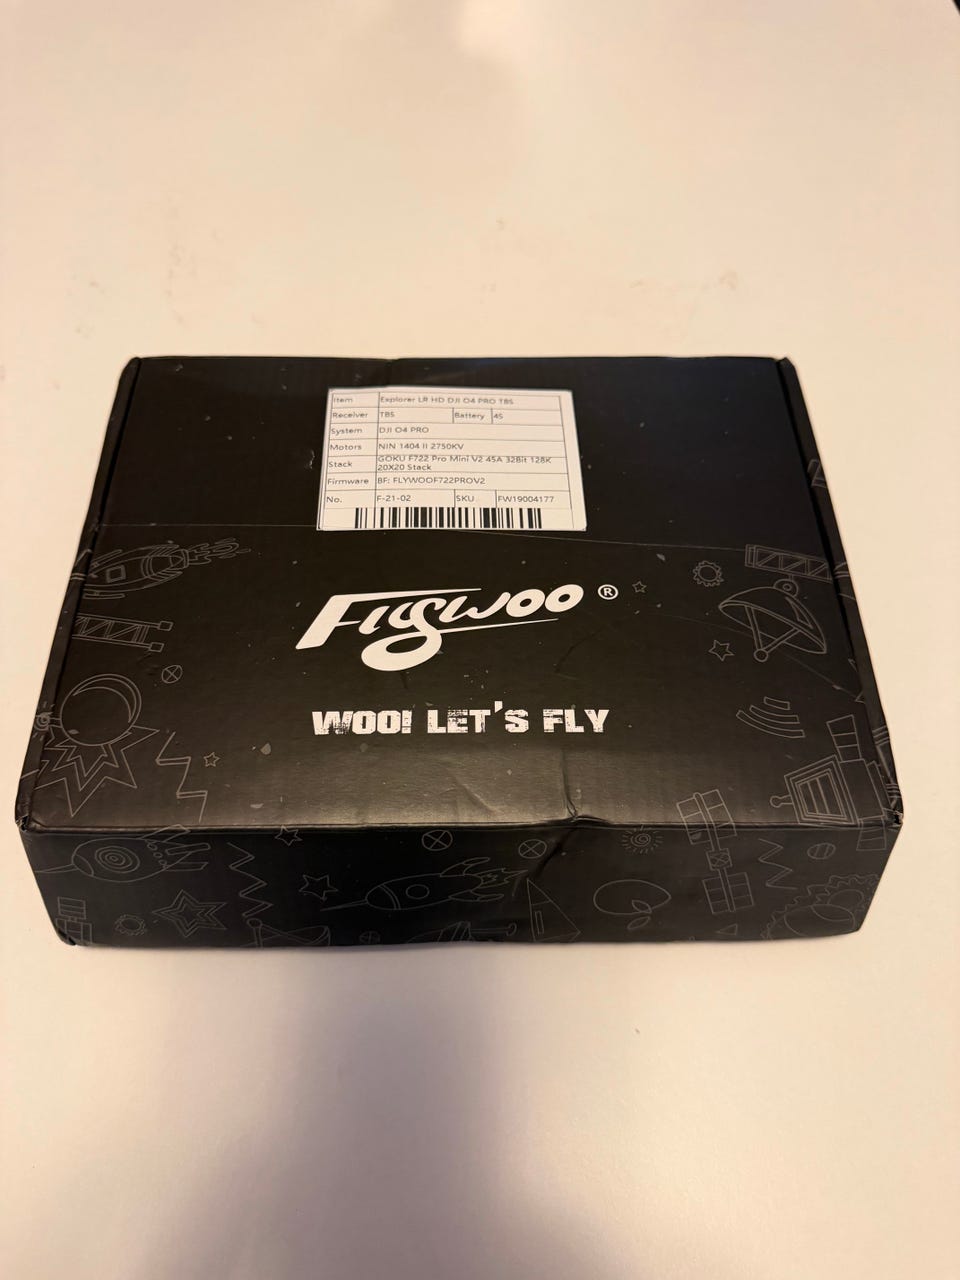 Item Explorer LR HD DJI O4 PRO TBS
Receiver TBS Battery 4S
System DJI O4 PRO
Motors NIN 1404 II 2750KV
Stack GOKU F722 Pro Mini V2 45A 32Bit 128K
20X20 Stack
Firmware BF: FLYWOOF722PROV2
No. F-21-02 SKU FW19004177
Flywoo ®
WOO! LET'S FLY